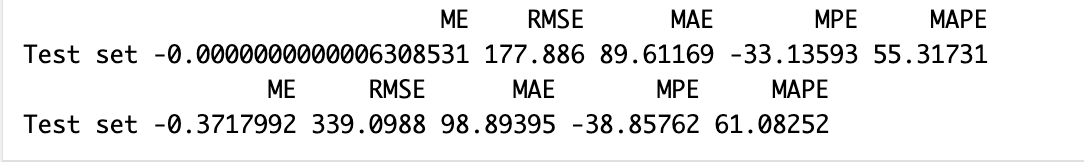 ME RMSE MAE MPE MAPE
Test set -0.0000000000006308531 177.886 89.61169 -33.13593 55.31731
ME RMSE MAE MPE MAPE
Test set -0.3717992 339.0988 98.89395 -38.85762 61.08252